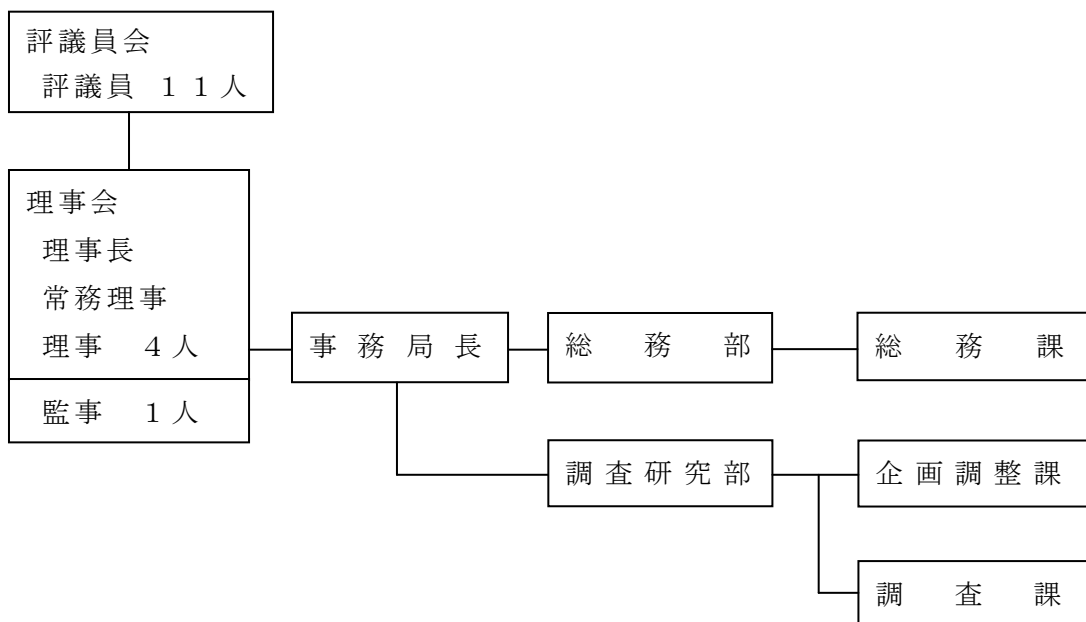 評議員会
評議員 １１人
理事会
理事長
常務理事
理事 ４人
監事 １人
事務局長
総務部
総務課
調査研究部
企画調整課
調査課